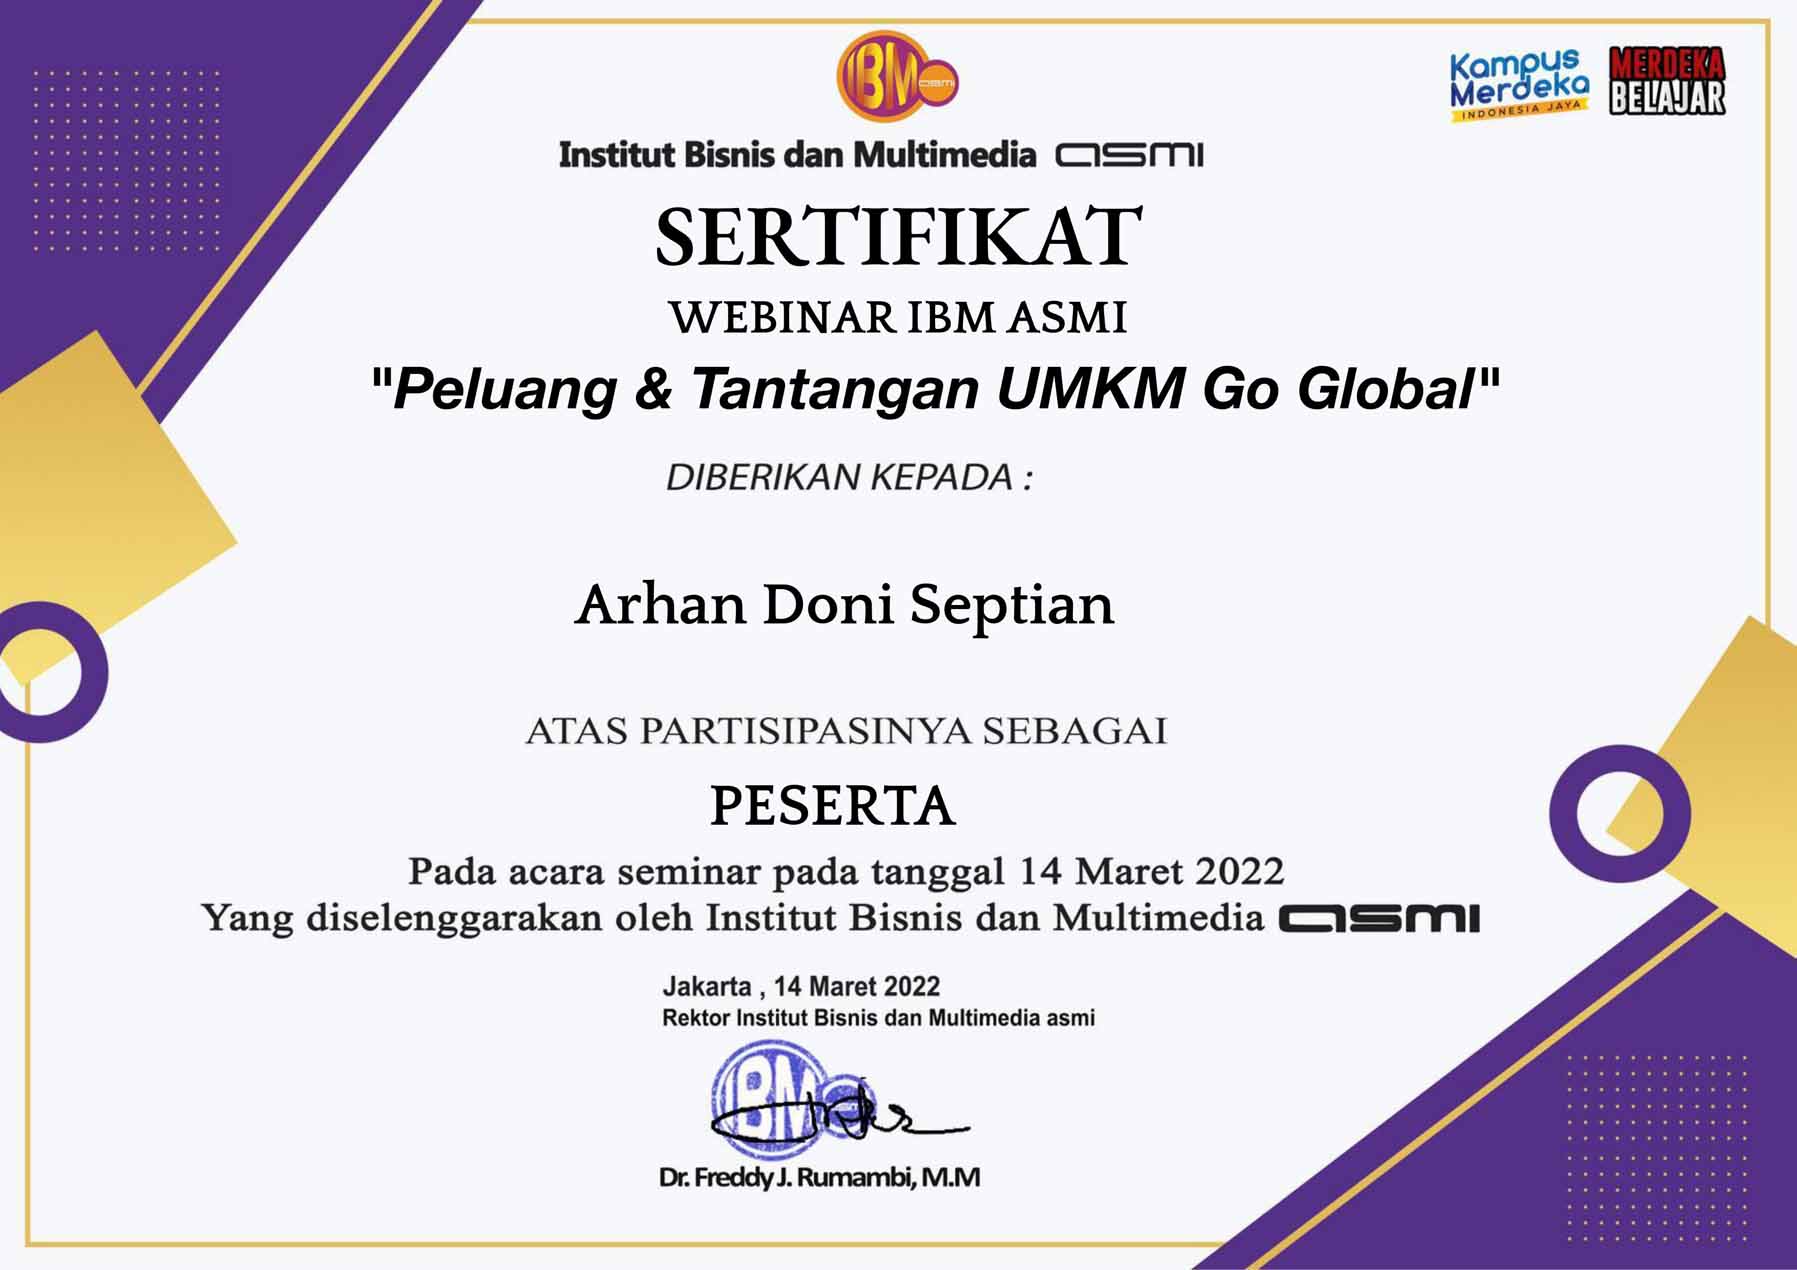 IBM asmi
Kampus
Merdeka
INDONESIA JAYA
MERDEKA
BELAJAR
Institut Bisnis dan Multimedia asmi
SERTIFIKAT
WEBINAR IBM ASMI
"Peluang & Tantangan UMKM Go Global"
DIBERIKAN KEPADA :
Arhan Doni Septian
ATAS PARTISIPASINYA SEBAGAI
PESERTA
Pada acara seminar pada tanggal 14 Maret 2022
Yang diselenggarakan oleh Institut Bisnis dan Multimedia asmi
Jakarta , 14 Maret 2022
Rektor Institut Bisnis dan Multimedia asmi
IBM
Dr. Freddy J. Rumambi, M.M